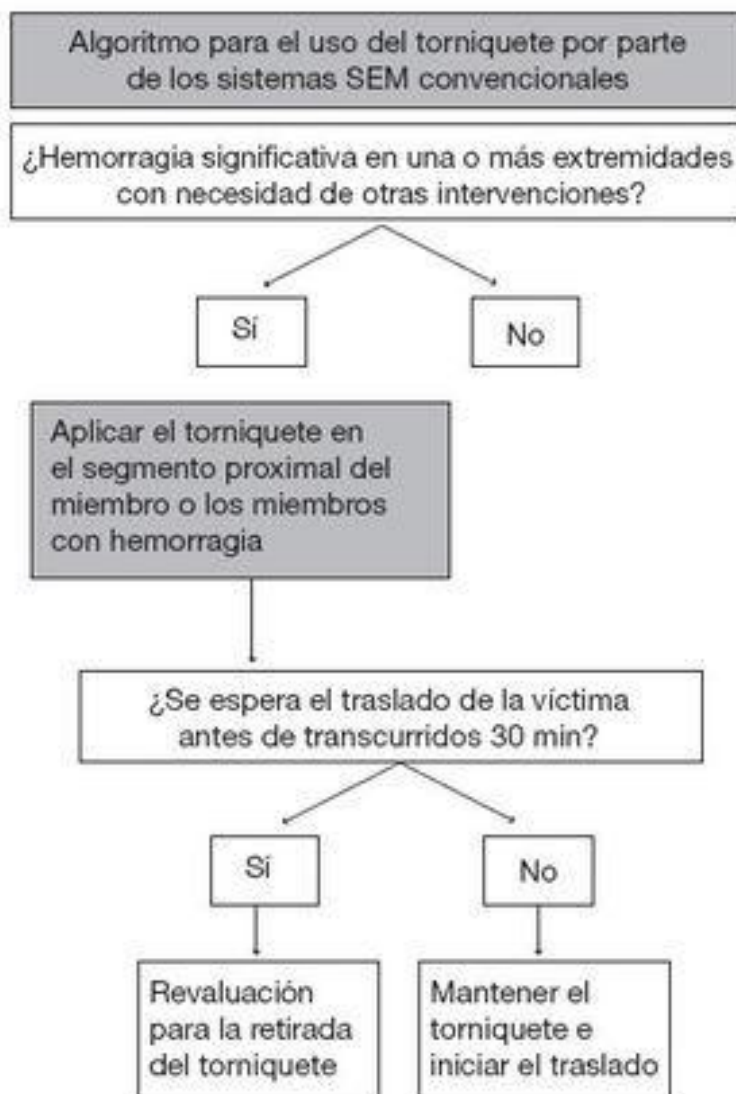 Algoritmo para el uso del torniquete por parte
de los sistemas SEM convencionales
¿Hemorragia significativa en una o más extremidades
con necesidad de otras intervenciones?
Sí
No
Aplicar el torniquete en
el segmento proximal del
miembro o los miembros
con hemorragia
¿Se espera el traslado de la víctima
antes de transcurridos 30 min?
Sí
No
Revaluación
para la retirada
del torniquete
Mantener el
torniquete e
iniciar el traslado